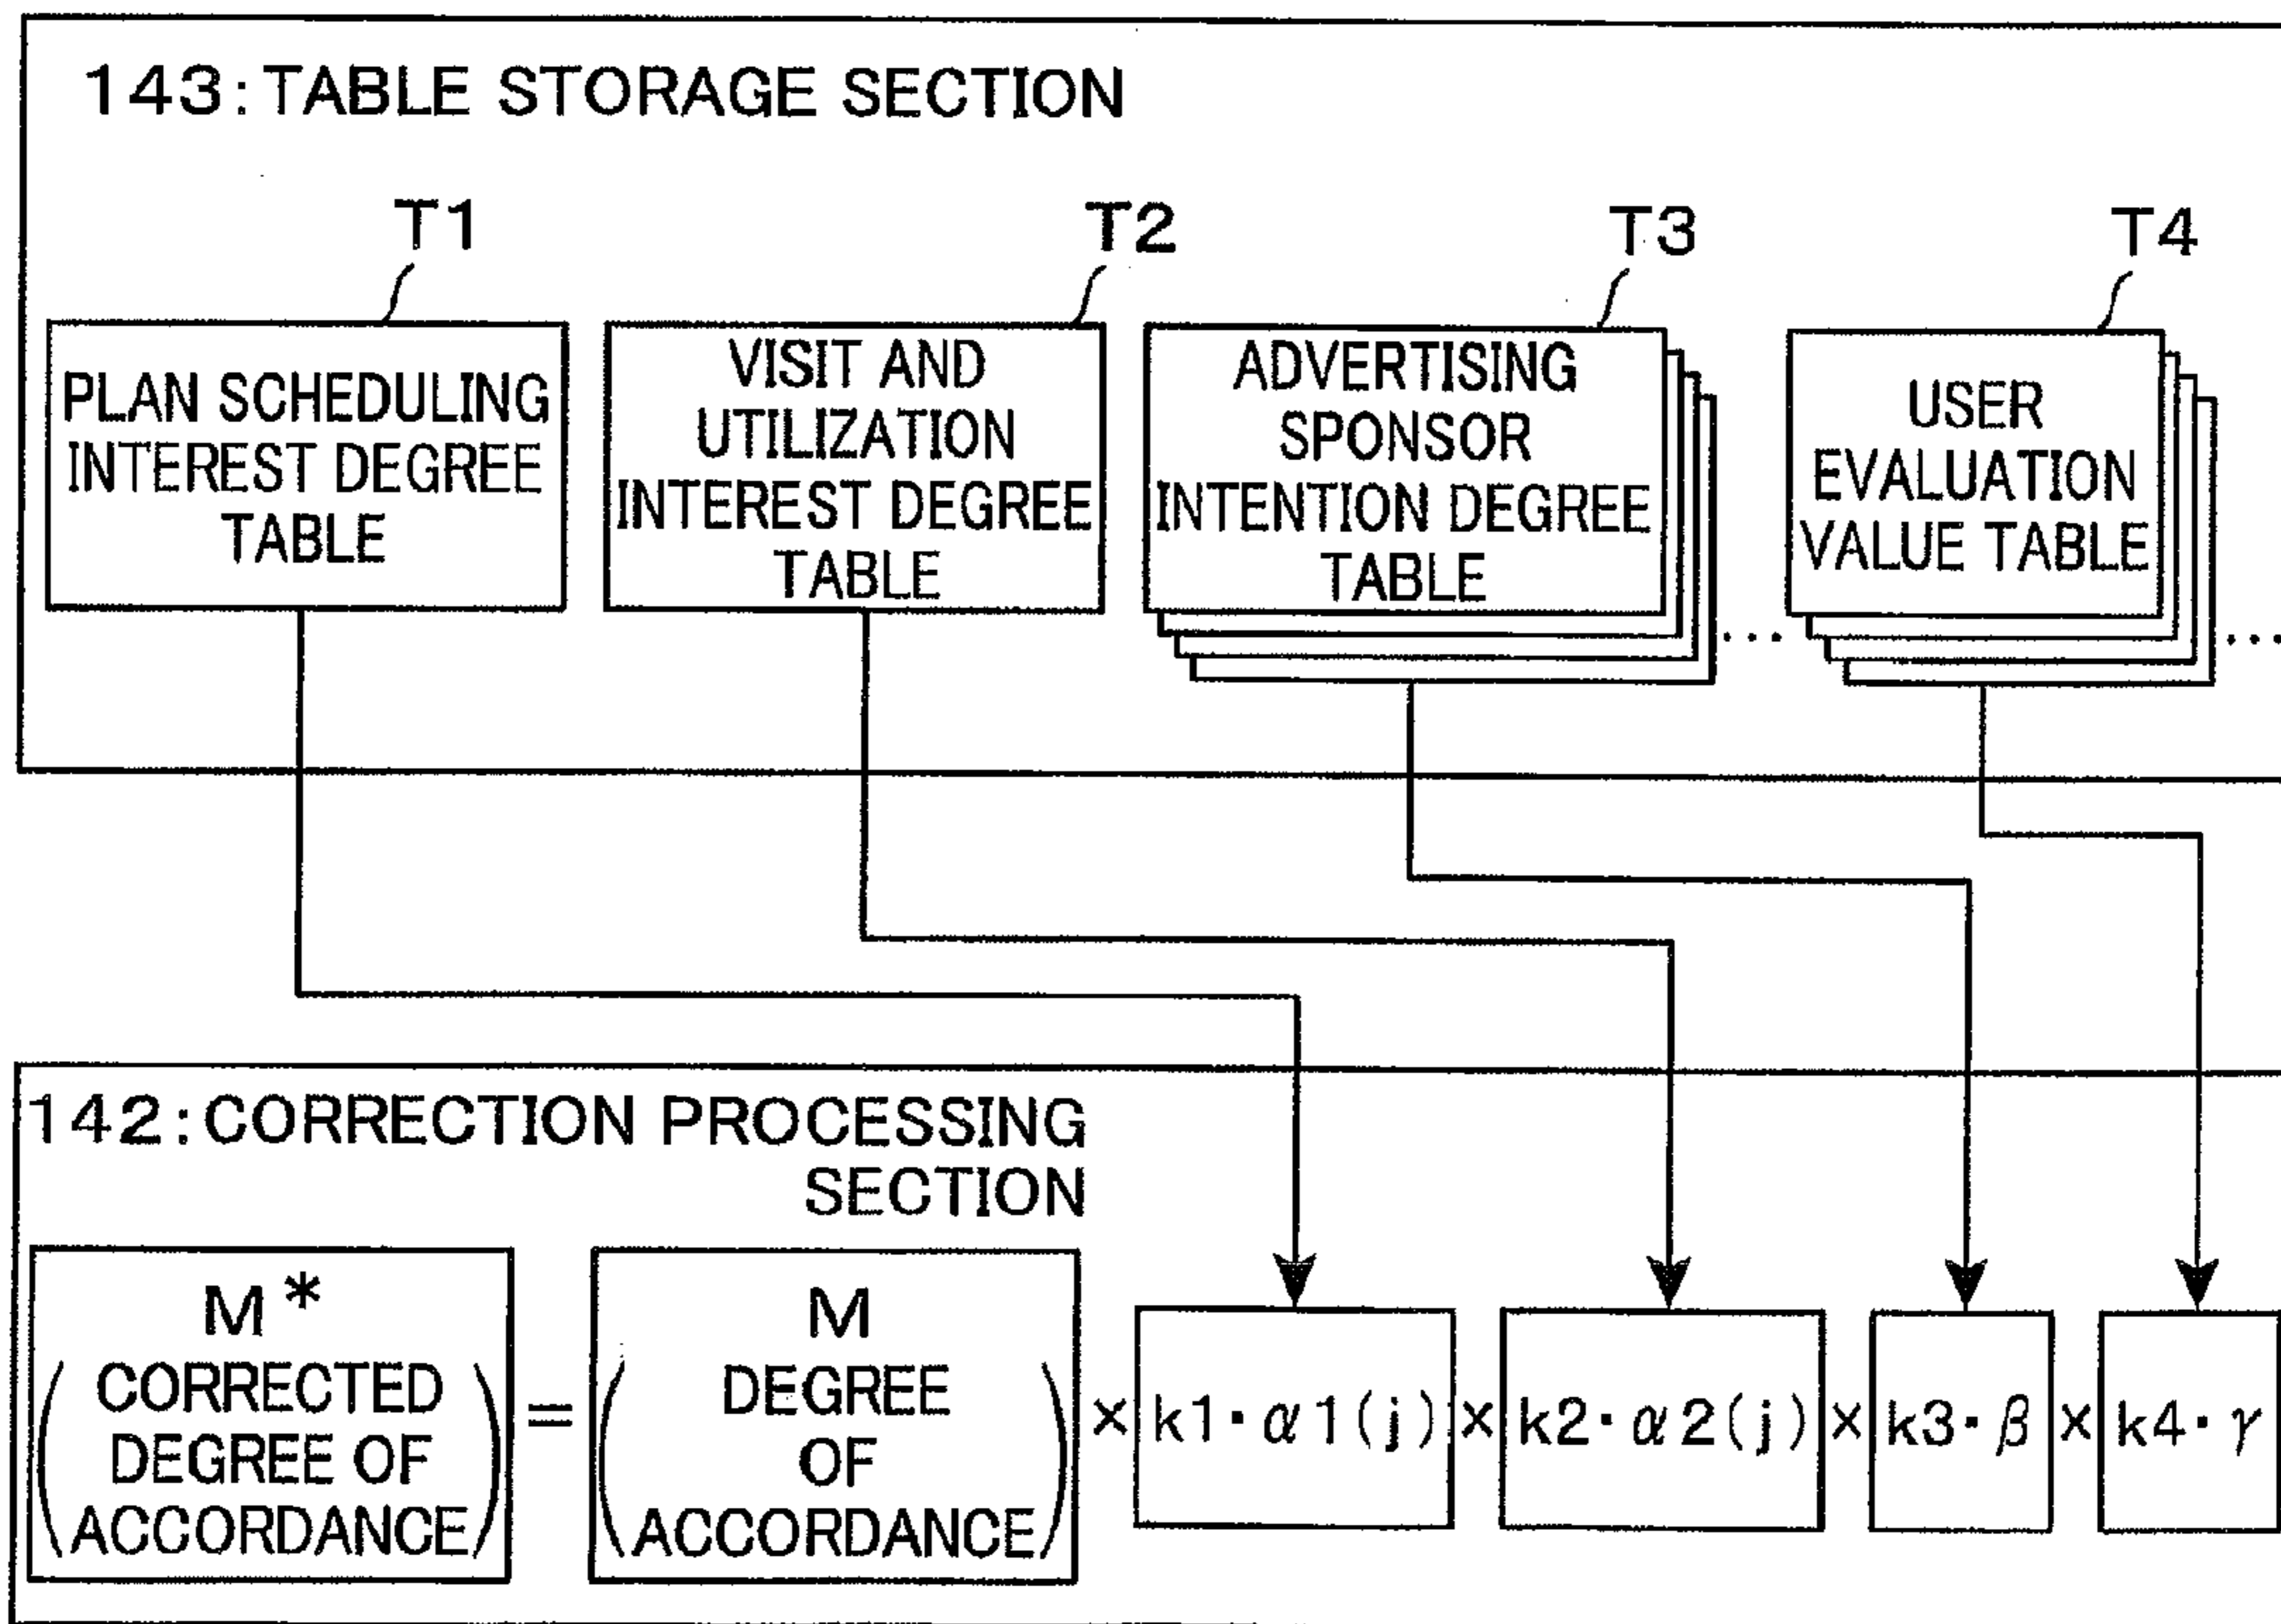 143:TABLE STORAGE SECTION
T1
T2
T3
T4
PLAN SCHEDULING
INTEREST DEGREE
TABLE
VISIT AND
UTILIZATION
INTEREST DEGREE
TABLE
ADVERTISING
SPONSOR
INTENTION DEGREE
TABLE
...
USER
EVALUATION
VALUE TABLE
...
142:CORRECTION PROCESSING
SECTION
M*
(CORRECTED
DEGREE OF
ACCORDANCE)
=
M
(DEGREE
OF
ACCORDANCE)
× k1・α1(j) × k2・α2(j) × k3・β × k4・γ